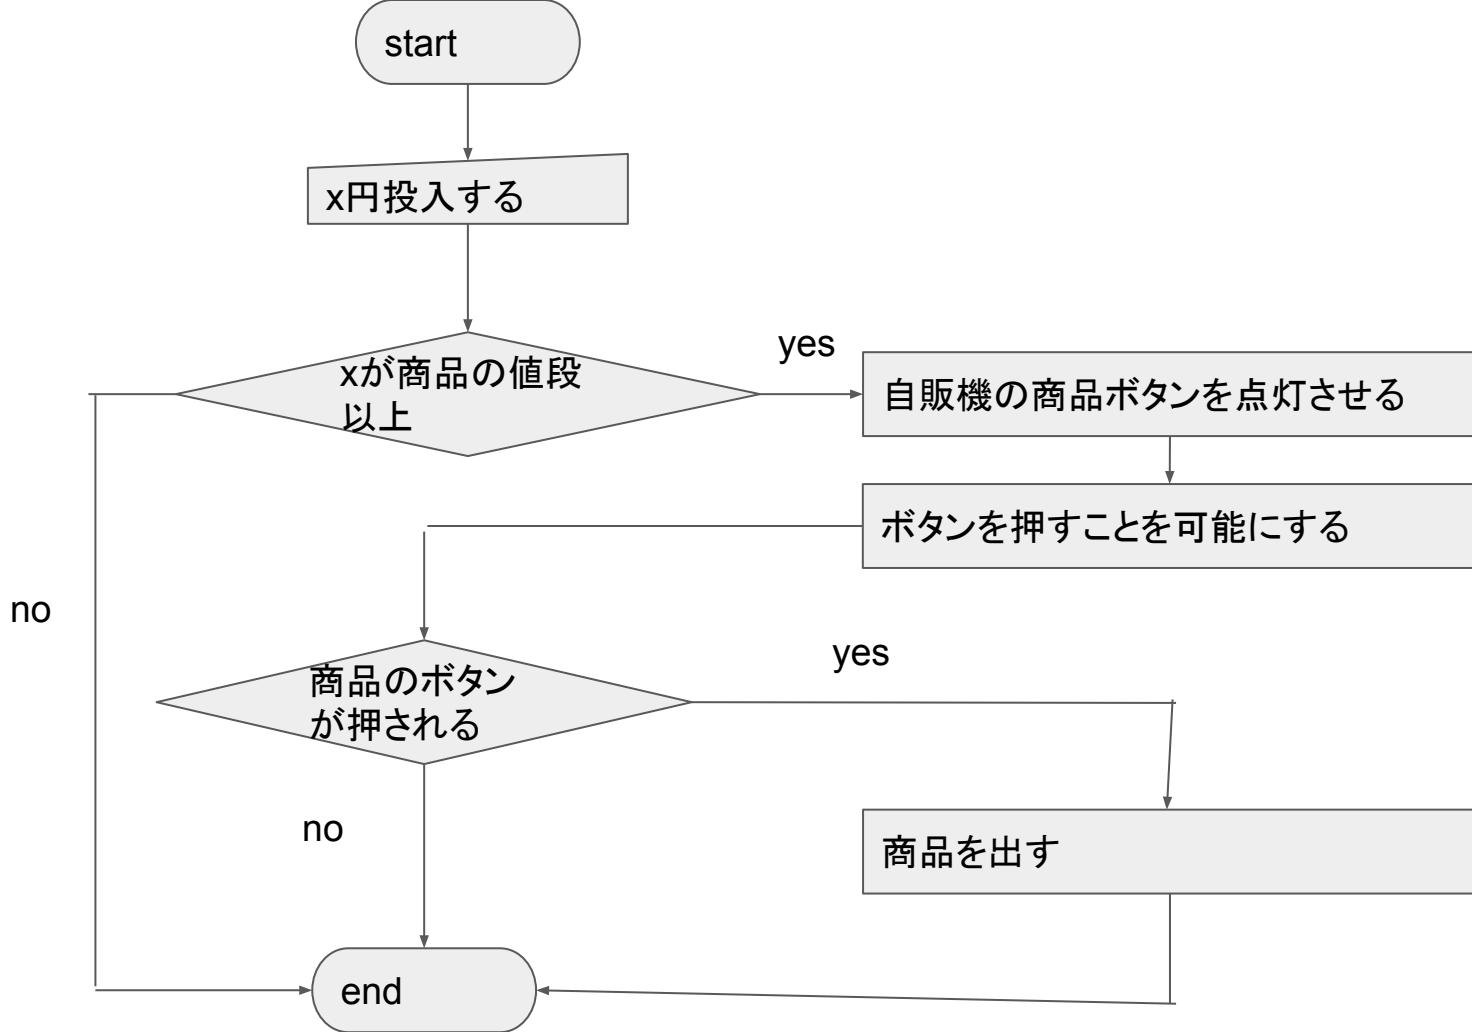 start
x円投入する
xが商品の値段
以上
yes
自販機の商品ボタンを点灯させる
ボタンを押すことを可能にする
no
商品のボタン
が押される
yes
no
商品を出す
end